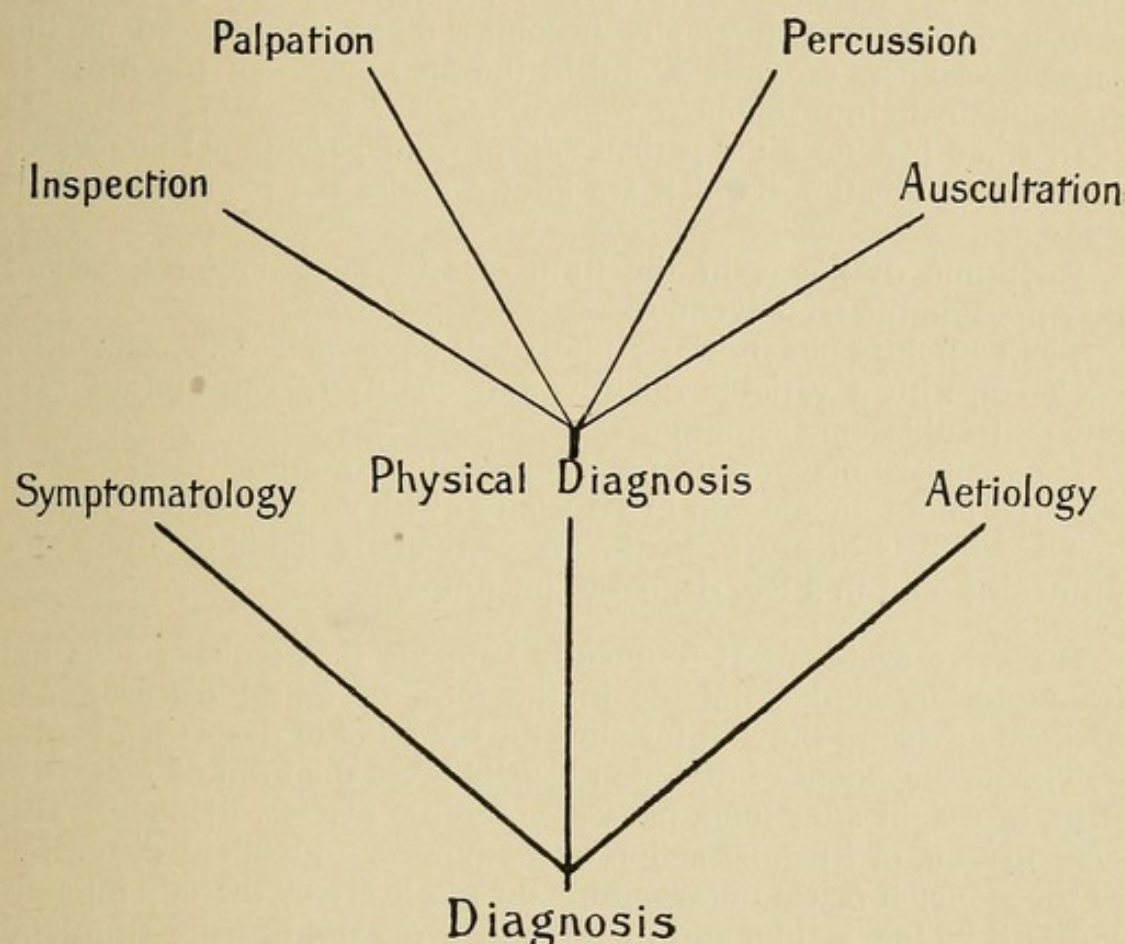 Palpation
Percussion
Inspection
Auscultation
Physical Diagnosis
Symptomatology
Aetiology
Diagnosis